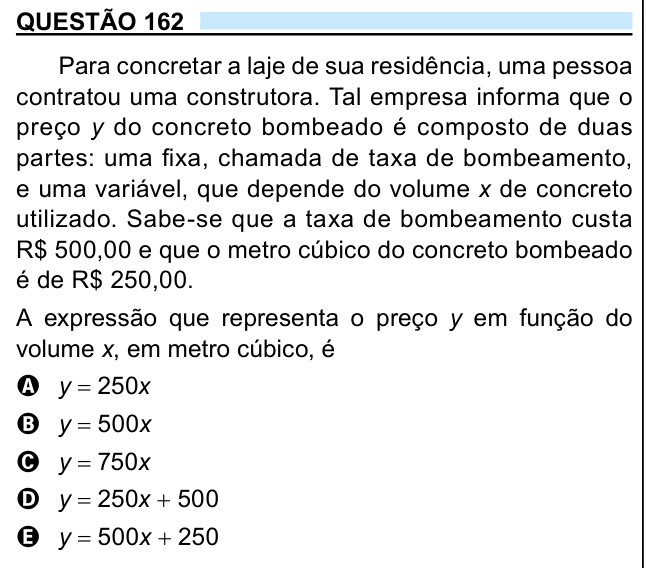 QUESTÃO 162
Para concretar a laje de sua residência, uma pessoa
contratou uma construtora. Tal empresa informa que o
preço y do concreto bombeado é composto de duas
partes: uma fixa, chamada de taxa de bombeamento,
e uma variável, que depende do volume x de concreto
utilizado. Sabe-se que a taxa de bombeamento custa
R$ 500,00 e que o metro cúbico do concreto bombeado
é de R$ 250,00.
A expressão que representa o preço y em função do
volume x, em metro cúbico, é
A y = 250x
B y = 500x
C y = 750x
D y = 250x + 500
E y = 500x + 250